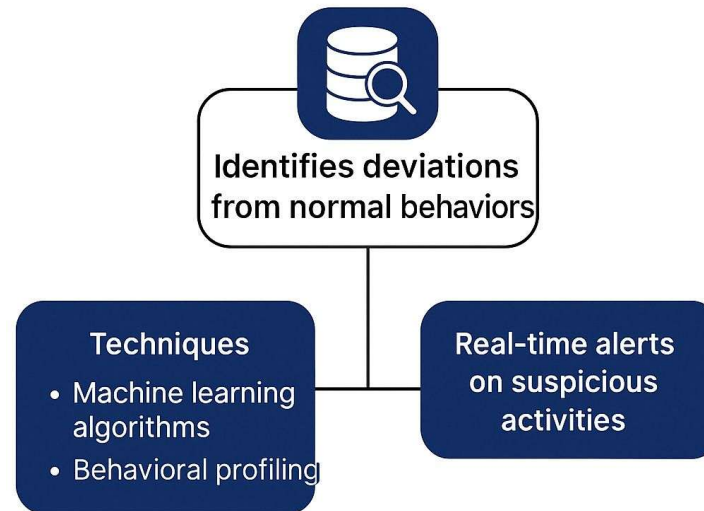 Identifies deviations
from normal behaviors
Techniques
• Machine learning
algorithms
• Behavioral profiling
Real-time alerts
on suspicious
activities